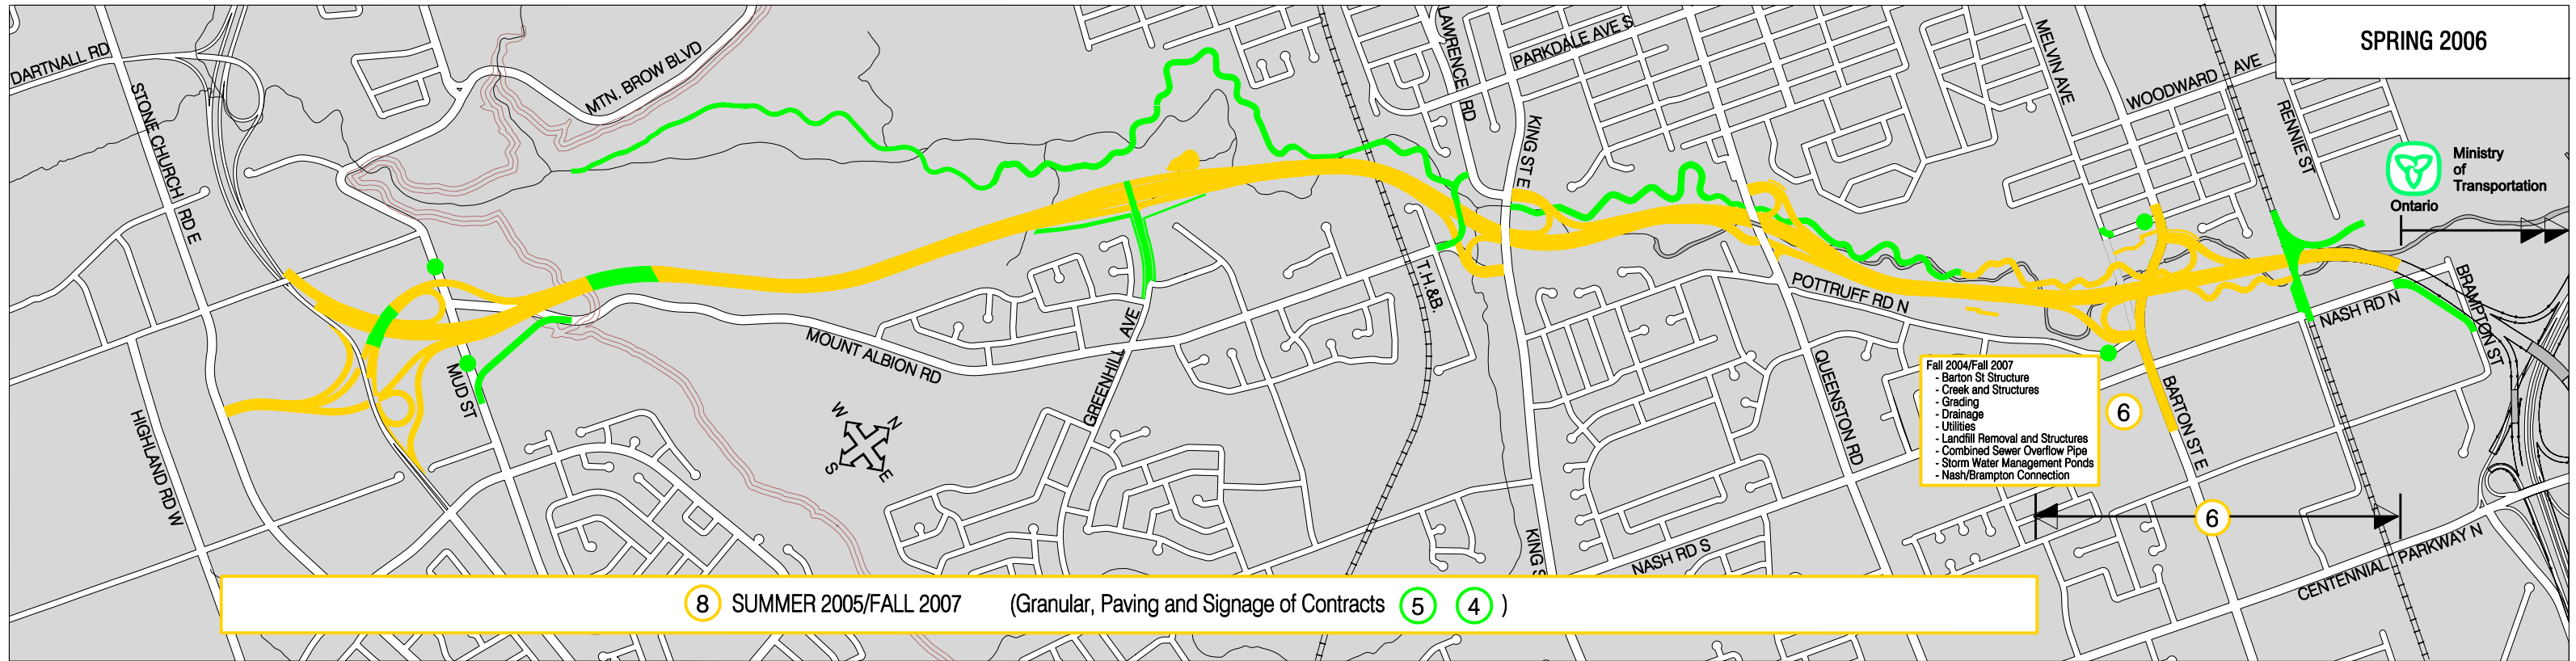 SPRING 2006
DARTNALL RD
STONE CHURCH RD E
MTN. BROW BLVD
LAWRENCE RD
PARKDALE AVE S
KING ST E
MELVIN AVE
WOODWARD AVE
RENNIE ST
Ministry
of
Transportation
Ontario
T.H.&B.
POTTRUFF RD N
NASH RD N
BRAMPTON ST
MOUNT ALBION RD
GREENHILL AVE
MUD ST
HIGHLAND RD W
W
N
S
E
QUEENSTON RD
BARTON ST E
Fall 2004/Fall 2007
- Barton St Structure
- Creek and Structures
- Grading
- Drainage
- Utilities
- Landfill Removal and Structures
- Combined Sewer Overflow Pipe
- Storm Water Management Ponds
- Nash/Brampton Connection
6
6
KING S
NASH RD S
CENTENNIAL PARKWAY N
8 SUMMER 2005/FALL 2007 (Granular, Paving and Signage of Contracts 5 4 )